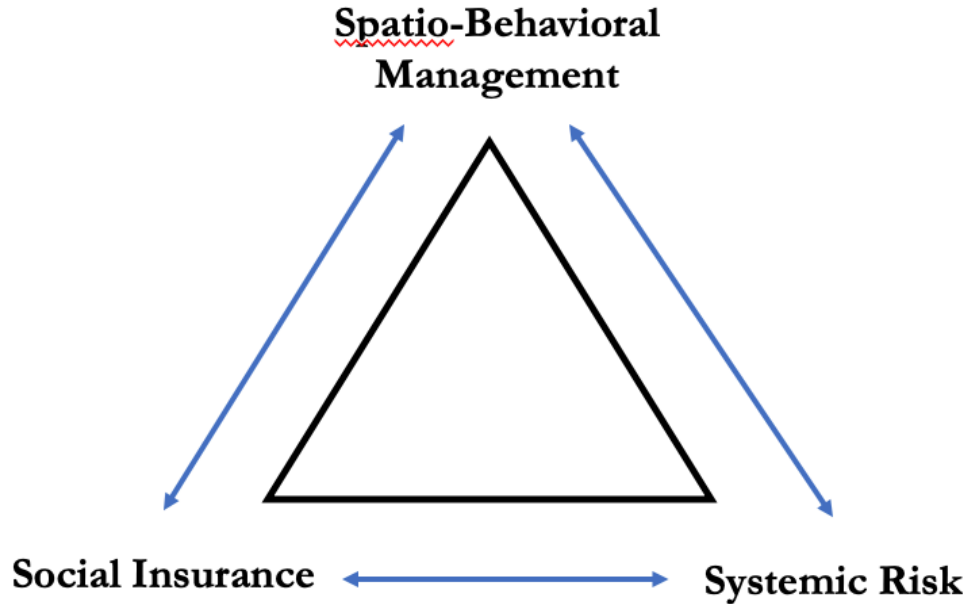 Spatio-Behavioral
Management
Social Insurance
Systemic Risk